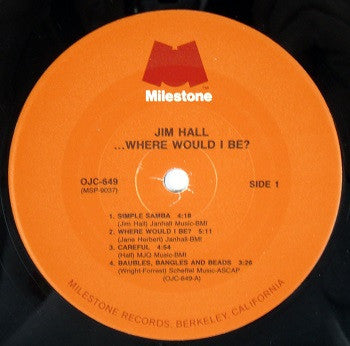 TM
Milestone
JIM HALL
...WHERE WOULD I BE?
OJC-649
(MSP-9037)
SIDE 1
1. SIMPLE SAMBA 4:18
(Jim Hall) Janhall Music-BMI
2. WHERE WOULD I BE? 5:11
(Jane Herbert) Janhall Music-BMI
3. CAREFUL 4:54
(Hall) MJQ Music-BMI
4. BAUBLES, BANGLES AND BEADS 3:26
(Wright-Forrest) Scheffel Music-ASCAP
(OJC-649-A)
MILESTONE RECORDS, BERKELEY, CALIFORNIA